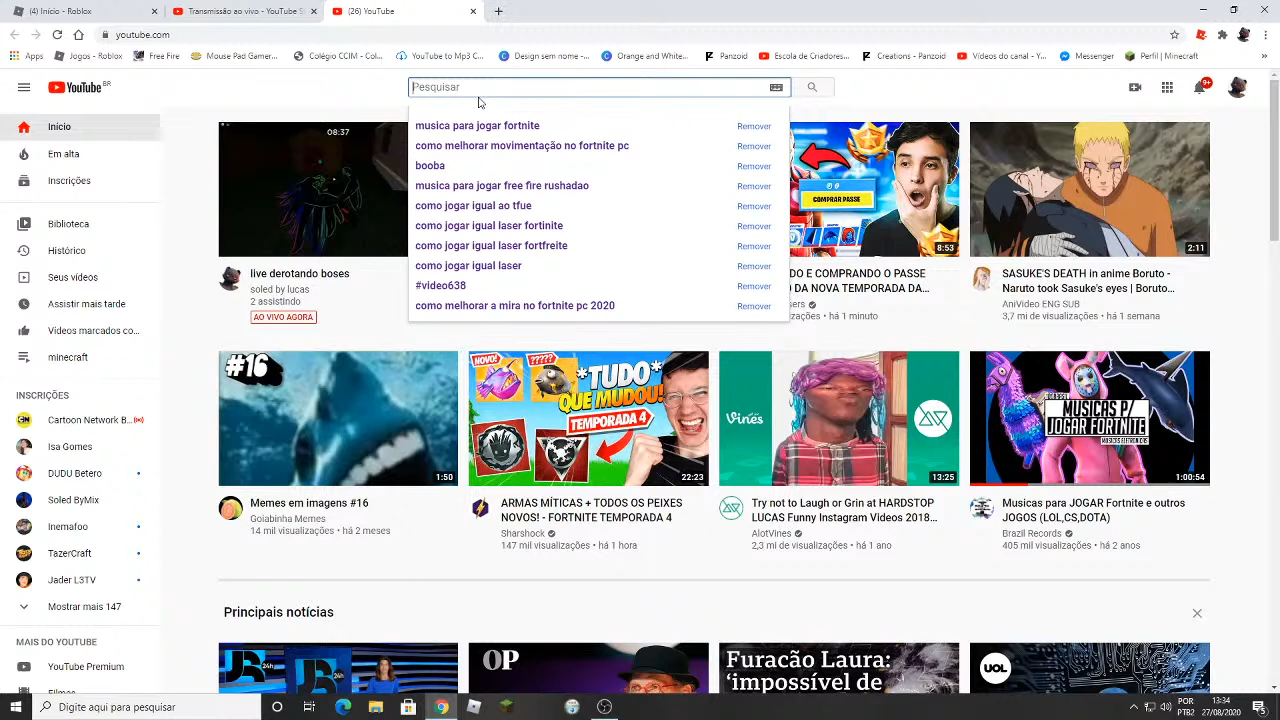 (4) Início - Roblox
Transmissão ao vivo - YouTube S
(26) YouTube
youtube.com
Apps
Jogos - Roblox
Free Fire
Mouse Pad Gamer...
Colégio CCIM - Col...
YouTube to Mp3 C...
Design sem nome -...
Orange and White...
Panzoid
Escola de Criadores...
Creations - Panzoid
Vídeos do canal - Y...
Messenger
Perfil | Minecraft
YouTube BR
Pesquisar
9+
Início
Em alta
Inscrições
Biblioteca
Histórico
Seus vídeos
Assistir mais tarde
Vídeos marcados co...
minecraft
INSCRIÇÕES
Cartoon Network B...
Isa Gomes
DUDU Betero
Soled ByMix
Inemafoo
TazerCraft
Jader L3TV
Mostrar mais 147
MAIS DO YOUTUBE
YouTube Premium
Filmes
musica para jogar fortnite Remover
como melhorar movimentação no fortnite pc Remover
booba Remover
musica para jogar free fire rushadao Remover
como jogar igual ao tfue Remover
como jogar igual laser fortinite Remover
como jogar igual laser fortfreite Remover
como jogar igual laser Remover
#video638 Remover
como melhorar a mira no fortnite pc 2020 Remover
08:37
live derotando boses
soled by lucas
2 assistindo
AO VIVO AGORA
COMPRAR PASSE
8:53
O E COMPRANDO O PASSE
DA NOVA TEMPORADA DA...
sers
zações • há 1 minuto
2:11
SASUKE'S DEATH in anime Boruto -
Naruto took Sasuke's eyes | Boruto...
AniVideo ENG SUB
3,7 mi de visualizações • há 1 semana
#16
1:50
Memes em imagens #16
Goiabinha Memes
14 mil visualizações • há 2 meses
NOVO!
?????
*TUDO*
QUE MUDOU!
TEMPORADA 4
22:23
ARMAS MÍTICAS + TODOS OS PEIXES
NOVOS! - FORTNITE TEMPORADA 4
Sharshock
147 mil visualizações • há 1 hora
Vines
13:25
Try not to Laugh or Grin at HARDSTOP
LUCAS Funny Instagram Videos 2018...
AlotVines
2,3 mi de visualizações • há 1 ano
MUSICAS P/
JOGAR FORTNITE
MUSICAS ELETRONICAS
1:00:54
Musicas para JOGAR Fortnite e outros
JOGOS (LOL,CS,DOTA)
Brazil Records
405 mil visualizações • há 2 anos
Principais notícias
24h
OP
Furacão Laura:
'impossível de
UOL
Digite aqui para pesquisar
POR
PTB2
13:34
27/08/2020